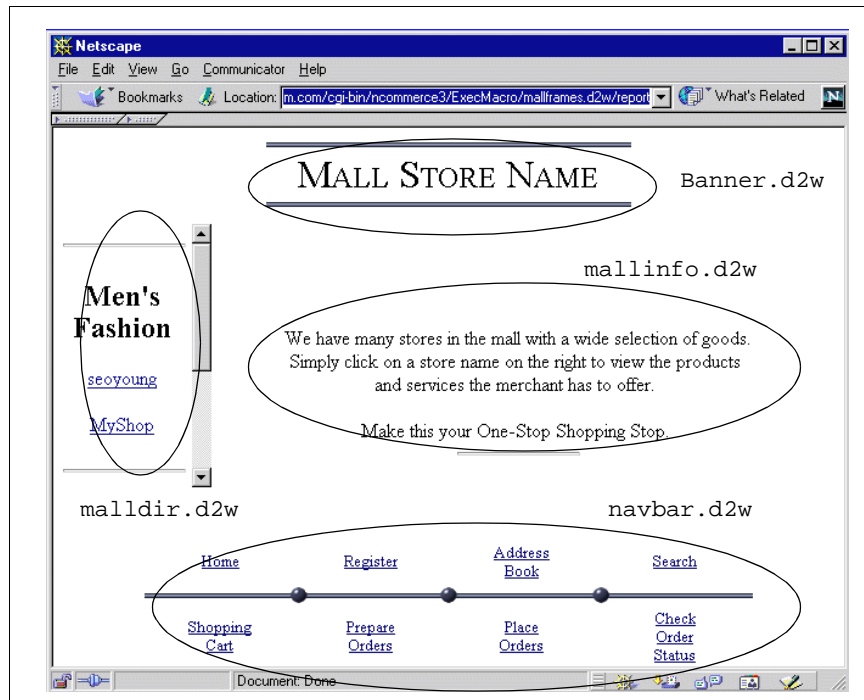 Netscape
File Edit View Go Communicator Help
Bookmarks Location: m.com/cgi-bin/ncommerce3/ExecMacro/mallframes.d2w/report What's Related
MALL STORE NAME
Banner.d2w
mallinfo.d2w
Men's
Fashion
seoyoung
MyShop
We have many stores in the mall with a wide selection of goods.
Simply click on a store name on the right to view the products
and services the merchant has to offer.
Make this your One-Stop Shopping Stop.
malldir.d2w
navbar.d2w
Home Register Address Book Search
Shopping Cart Prepare Orders Place Orders Check Order Status
Document: Done